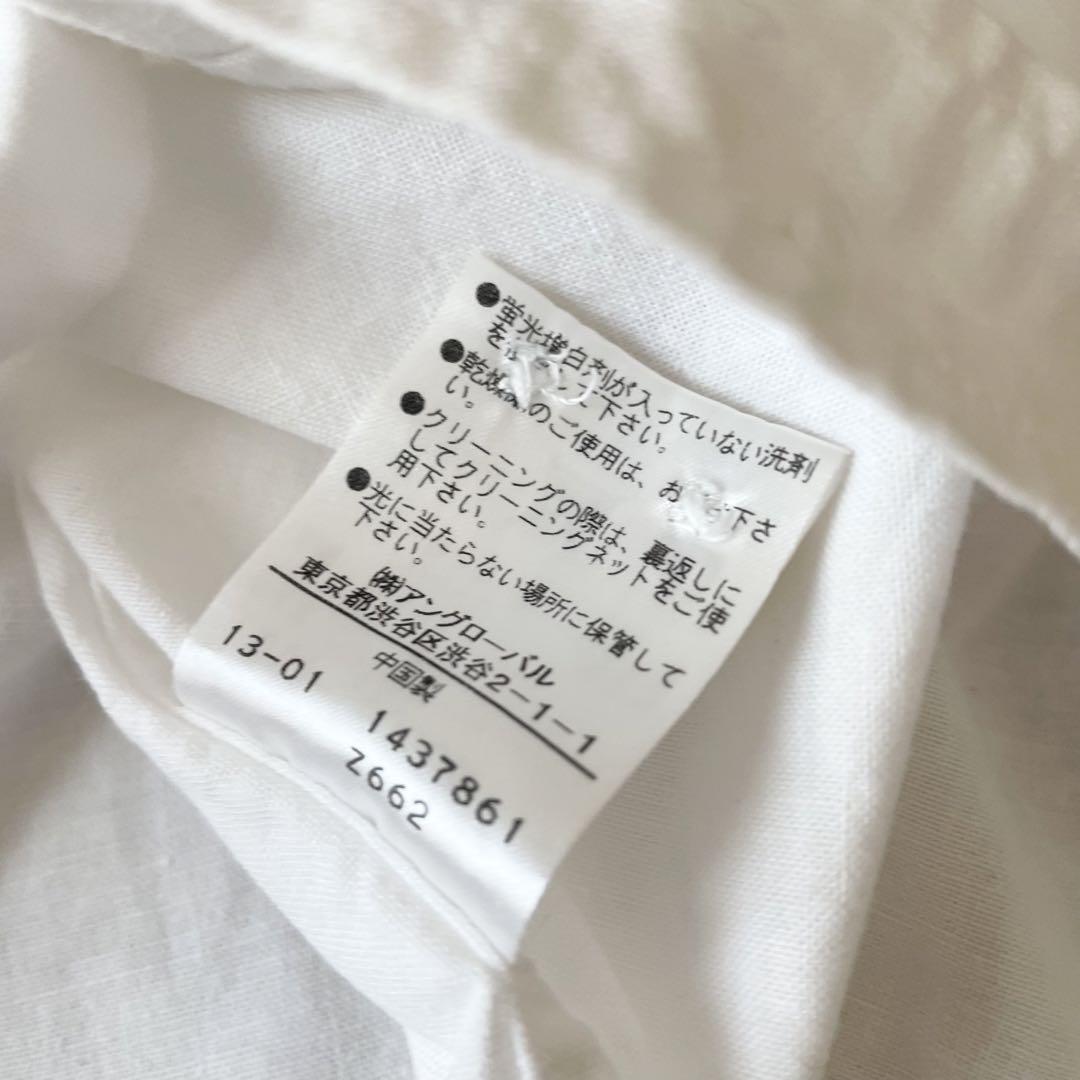 ●蛍光増白剤が入っていない洗剤
を
下さい。
●乾燥のご使用は、お下さ
い。
●クリーニングの際は、裏返しに
してクリーニングネットをご使
用下さい。
●光に当たらない場所に保管して
下さい。
㈱アングローバル
東京都渋谷区渋谷2-1-1
中国製
13-01
1437861
Z662